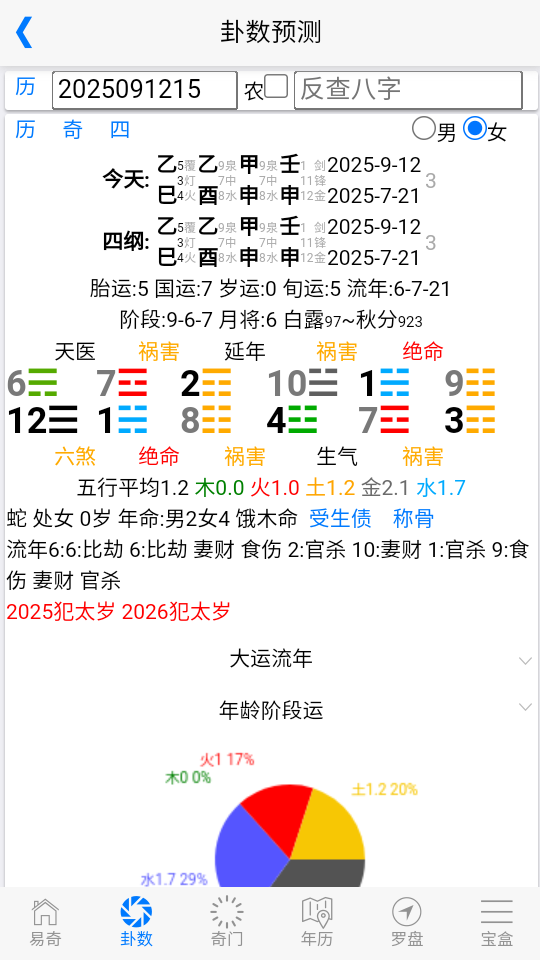 卦数预测
历 2025091215 农 反查八字
历 奇 四 男 女
今天: 乙5覆 乙9泉 甲9泉 壬1 剑 2025-9-12
3灯 7中 7中 11锋 3
巳4火 酉8水 申8水 申12金 2025-7-21
四纲: 乙5覆 乙9泉 甲9泉 壬1 剑 2025-9-12
3灯 7中 7中 11锋 3
巳4火 酉8水 申8水 申12金 2025-7-21
胎运:5 国运:7 岁运:0 旬运:5 流年:6-7-21
阶段:9-6-7 月将:6 白露97~秋分923
天医 祸害 延年 祸害 绝命
6☴ 7☲ 2☷ 10☰ 1☵ 9☷
12☰ 1☵ 8☷ 4☳ 7☲ 3☷
六煞 绝命 祸害 生气 祸害
五行平均1.2 木0.0 火1.0 土1.2 金2.1 水1.7
蛇 处女 0岁 年命:男2女4 饿木命 受生债 称骨
流年6:6:比劫 6:比劫 妻财 食伤 2:官杀 10:妻财 1:官杀 9:食
伤 妻财 官杀
2025犯太岁 2026犯太岁
大运流年
年龄阶段运
火1 17%
木0 0%
土1.2 20%
水1.7 29%
易奇 卦数 奇门 年历 罗盘 宝盒